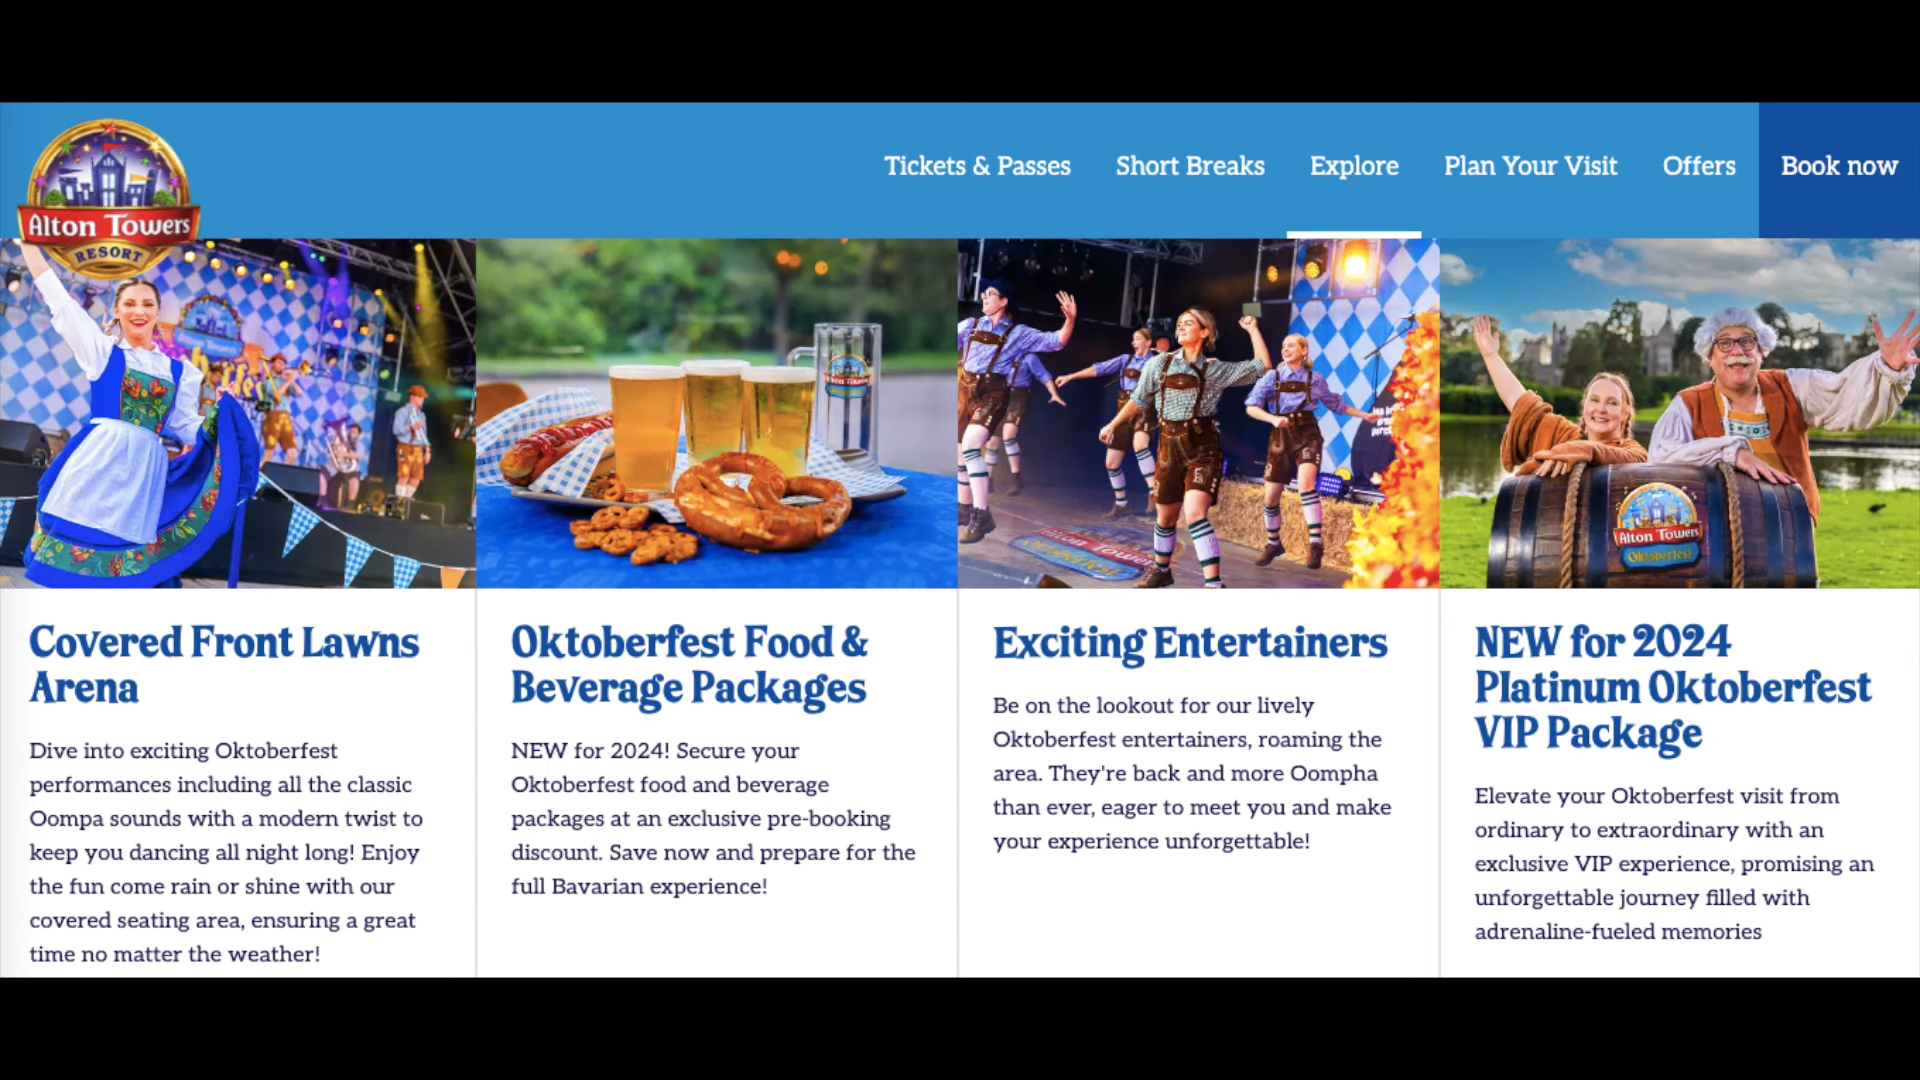 Tickets & Passes
Short Breaks
Explore
Plan Your Visit
Offers
Book now
Alton Towers
RESORT
Alton Towers
Alton Towers
Oktoberfest
Covered Front Lawns
Arena
Dive into exciting Oktoberfest
performances including all the classic
Oompa sounds with a modern twist to
keep you dancing all night long! Enjoy
the fun come rain or shine with our
covered seating area, ensuring a great
time no matter the weather!
Oktoberfest Food &
Beverage Packages
NEW for 2024! Secure your
Oktoberfest food and beverage
packages at an exclusive pre-booking
discount. Save now and prepare for the
full Bavarian experience!
Exciting Entertainers
Be on the lookout for our lively
Oktoberfest entertainers, roaming the
area. They're back and more Oompha
than ever, eager to meet you and make
your experience unforgettable!
NEW for 2024
Platinum Oktoberfest
VIP Package
Elevate your Oktoberfest visit from
ordinary to extraordinary with an
exclusive VIP experience, promising an
unforgettable journey filled with
adrenaline-fueled memories